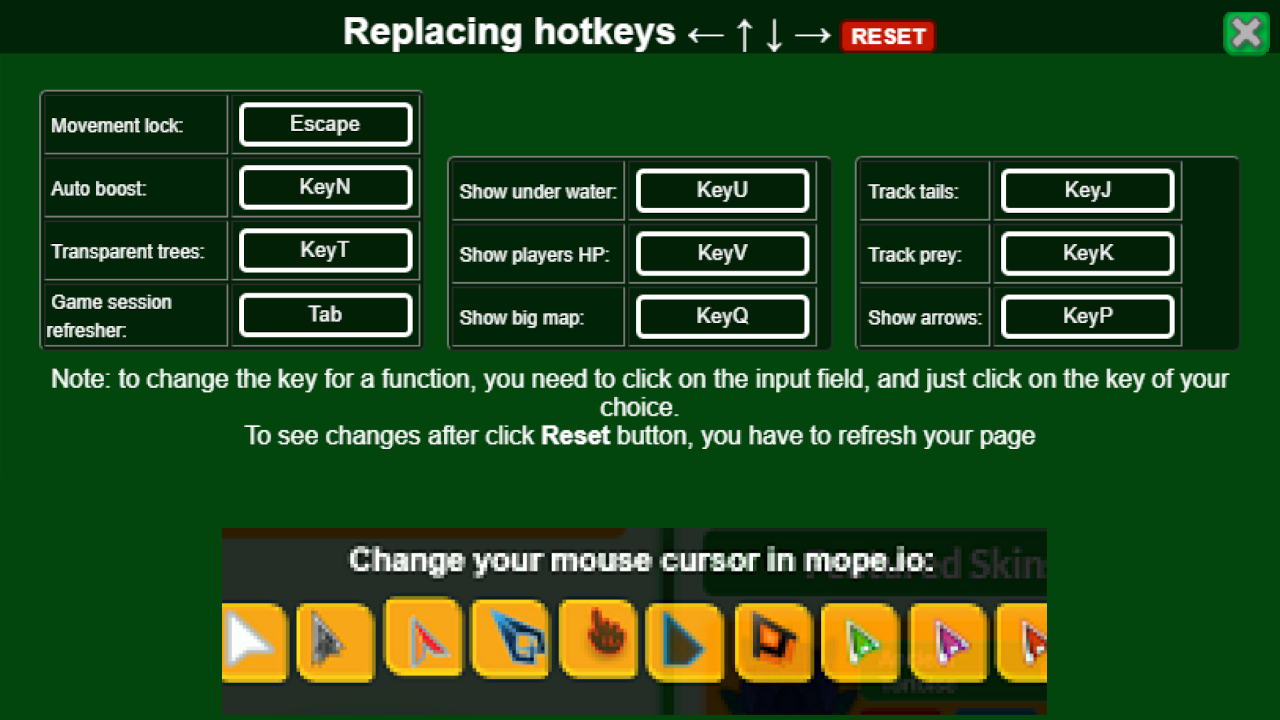 Replacing hotkeys ← ↑ ↓ → RESET
Movement lock: Escape
Auto boost: KeyN
Transparent trees: KeyT
Game session
refresher: Tab
Show under water: KeyU
Show players HP: KeyV
Show big map: KeyQ
Track tails: KeyJ
Track prey: KeyK
Show arrows: KeyP
Note: to change the key for a function, you need to click on the input field, and just click on the key of your
choice.
To see changes after click Reset button, you have to refresh your page
Change your mouse cursor in mope.io: